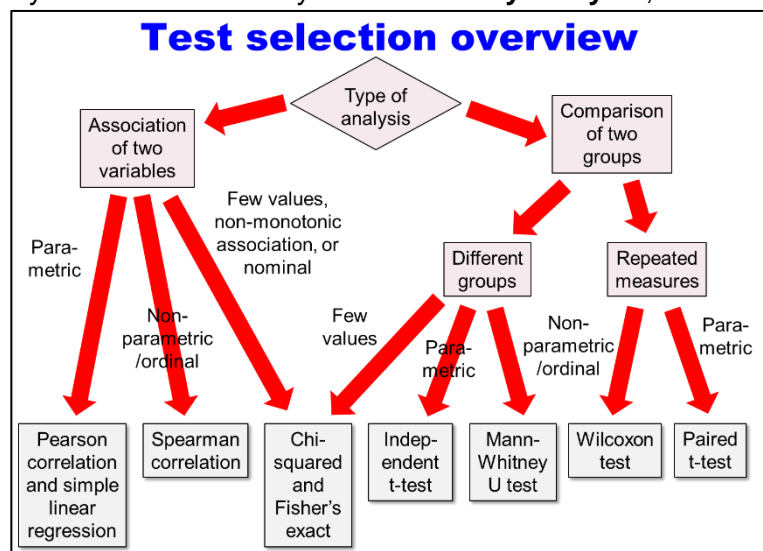 Test selection overview
Type of
analysis
Association
of two
variables
Comparison
of two
groups
Few values,
non-monotonic
association, or
nominal
Para-
metric
Non-
parametric
/ordinal
Different
groups
Repeated
measures
Few
values
Para-
metric
Non-
parametric
/ordinal
Para-
metric
Pearson
correlation
and simple
linear
regression
Spearman
correlation
Chi-
squared
and
Fisher's
exact
Indep-
endent
t-test
Mann-
Whitney
U test
Wilcoxon
test
Paired
t-test